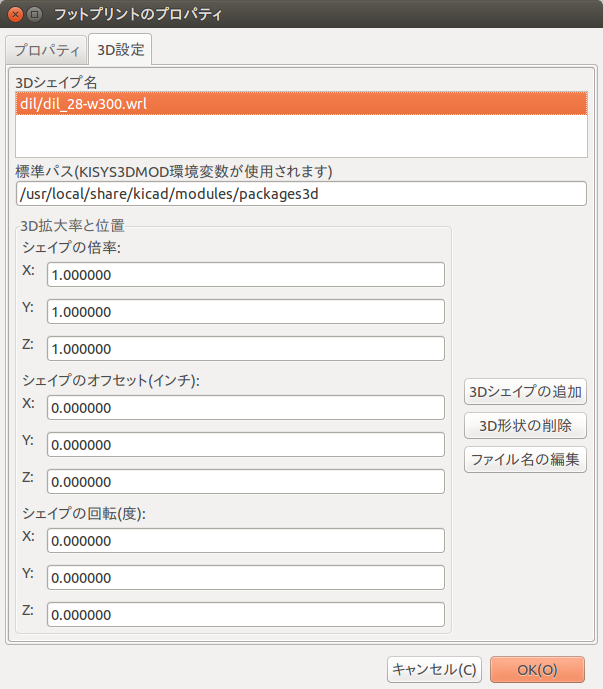 フットプリントのプロパティ
プロパティ 3D設定
3Dシェイプ名
dil/dil_28-w300.wrl
標準パス(KISYS3DMOD環境変数が使用されます)
/usr/local/share/kicad/modules/packages3d
3D拡大率と位置
シェイプの倍率:
X: 1.000000
Y: 1.000000
Z: 1.000000
シェイプのオフセット(インチ):
X: 0.000000
Y: 0.000000
Z: 0.000000
シェイプの回転(度):
X: 0.000000
Y: 0.000000
Z: 0.000000
3Dシェイプの追加
3D形状の削除
ファイル名の編集
キャンセル(C) OK(O)